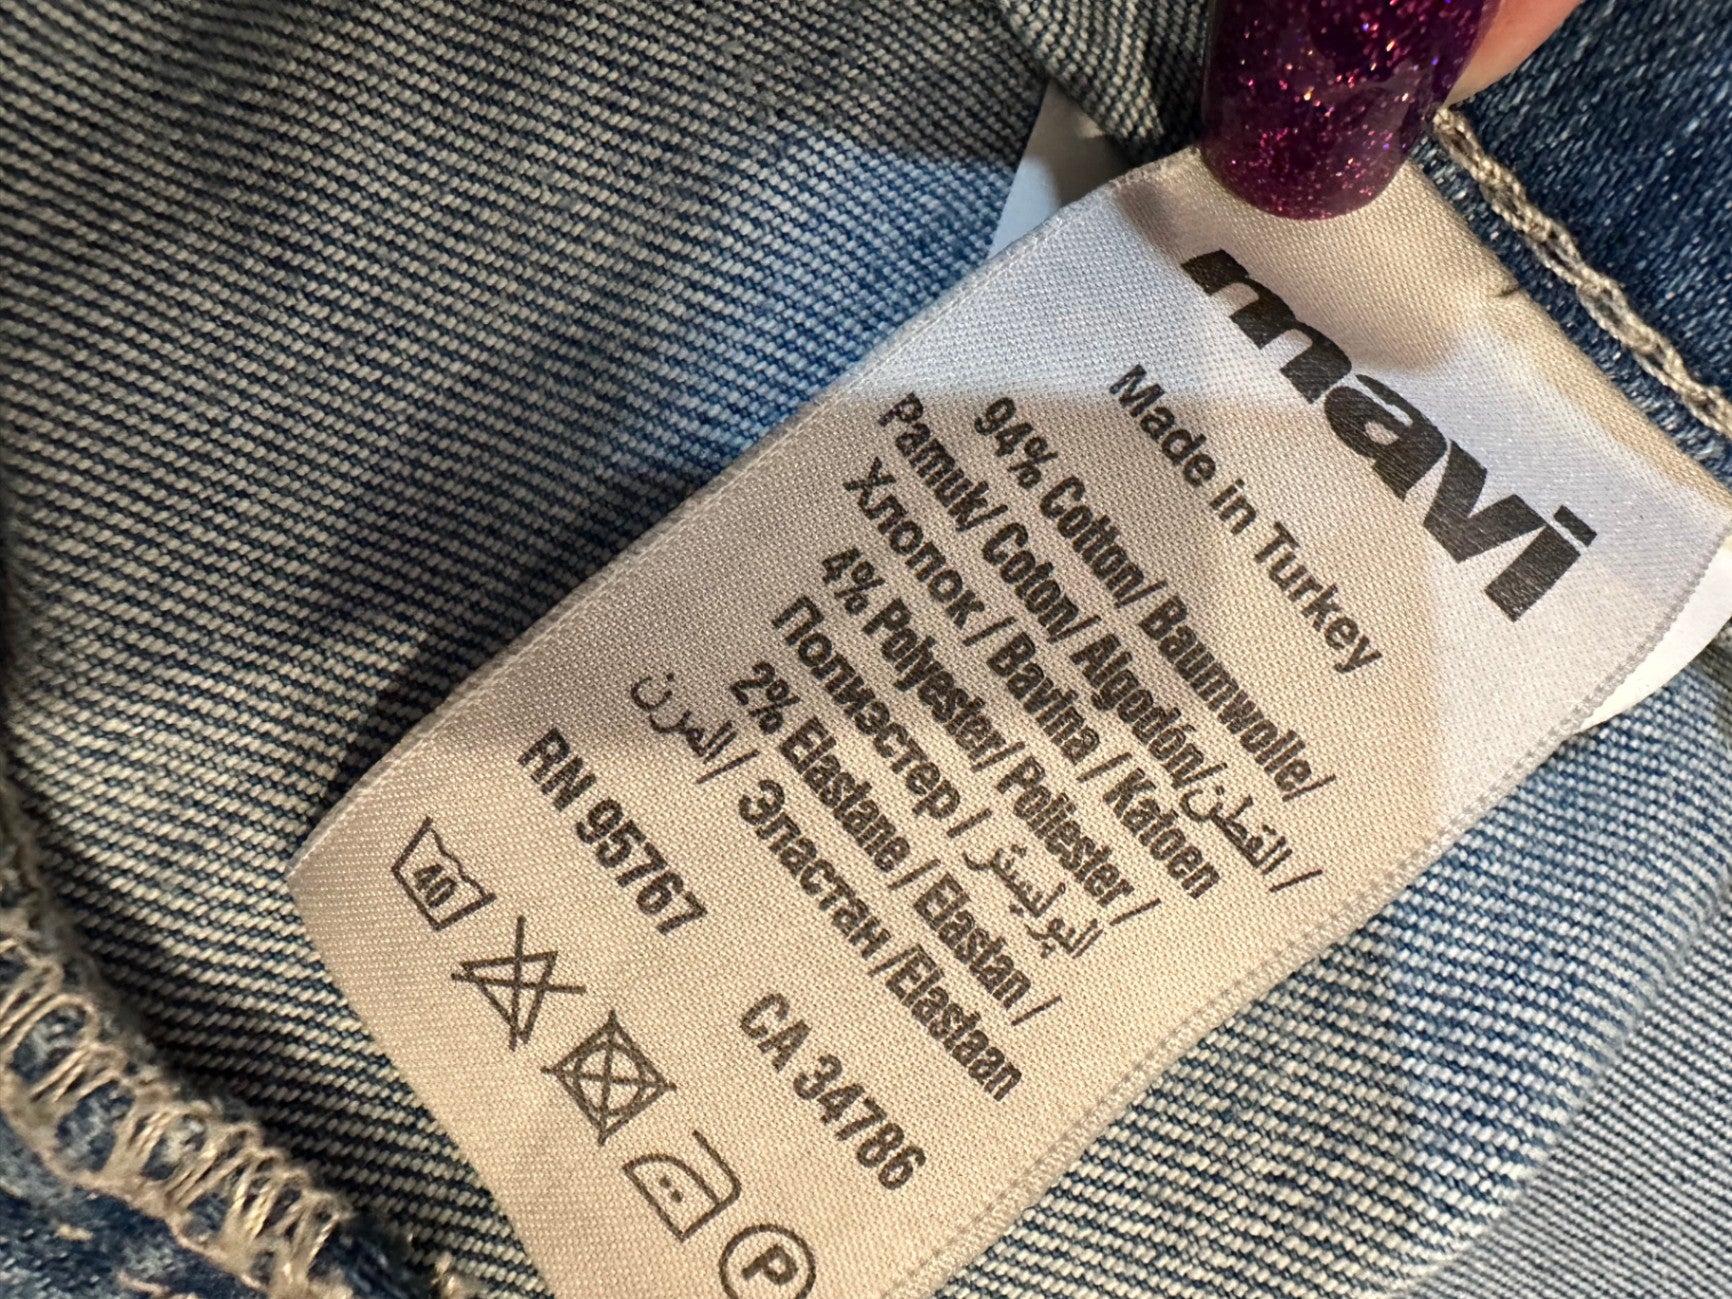 mavi
Made in Turkey
94% Cotton/ Baumwolle/
Pamuk/ Coton/ Algodón/القطن /
Хлопок / Bavlna / Katoen
4% Polyester/ Poliester /
Полиэстер / البوليستر
2% Elastane / Elastan /
المرن / Эластан /Elastaan
RN 95767
CA 34786
40
P